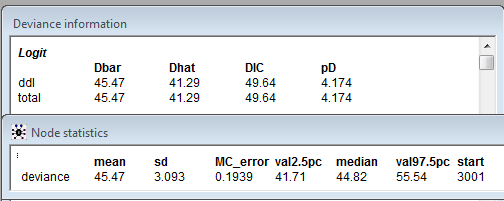 Deviance information
Logit
Dbar Dhat DIC pD
ddl 45.47 41.29 49.64 4.174
total 45.47 41.29 49.64 4.174
Node statistics
mean sd MC_error val2.5pc median val97.5pc start
deviance 45.47 3.093 0.1939 41.71 44.82 55.54 3001